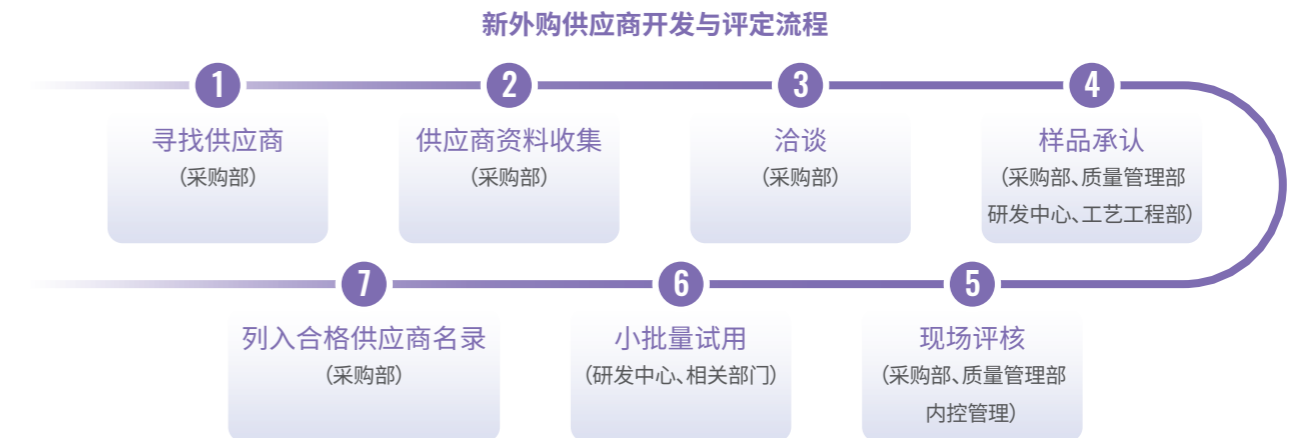 新外购供应商开发与评定流程
1
寻找供应商
（采购部）
2
供应商资料收集
（采购部）
3
洽谈
（采购部）
4
样品承认
（采购部、质量管理部
研发中心、工艺工程部）
5
现场评核
（采购部、质量管理部
内控管理）
6
小批量试用
（研发中心、相关部门）
7
列入合格供应商名录
（采购部）